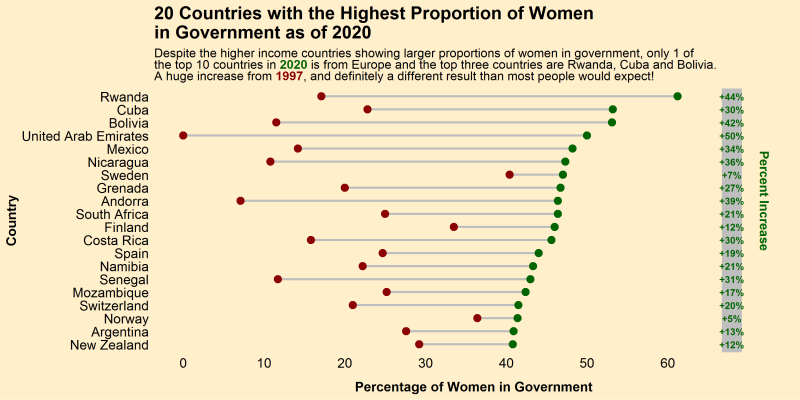 20 Countries with the Highest Proportion of Women
in Government as of 2020
Despite the higher income countries showing larger proportions of women in government, only 1 of
the top 10 countries in 2020 is from Europe and the top three countries are Rwanda, Cuba and Bolivia.
A huge increase from 1997, and definitely a different result than most people would expect!
Country
Rwanda +44%
Cuba +30%
Bolivia +42%
United Arab Emirates +50%
Mexico +34%
Nicaragua +36%
Sweden +7%
Grenada +27%
Andorra +39%
South Africa +21%
Finland +12%
Costa Rica +30%
Spain +19%
Namibia +21%
Senegal +31%
Mozambique +17%
Switzerland +20%
Norway +5%
Argentina +13%
New Zealand +12%
Percent Increase
0 10 20 30 40 50 60
Percentage of Women in Government